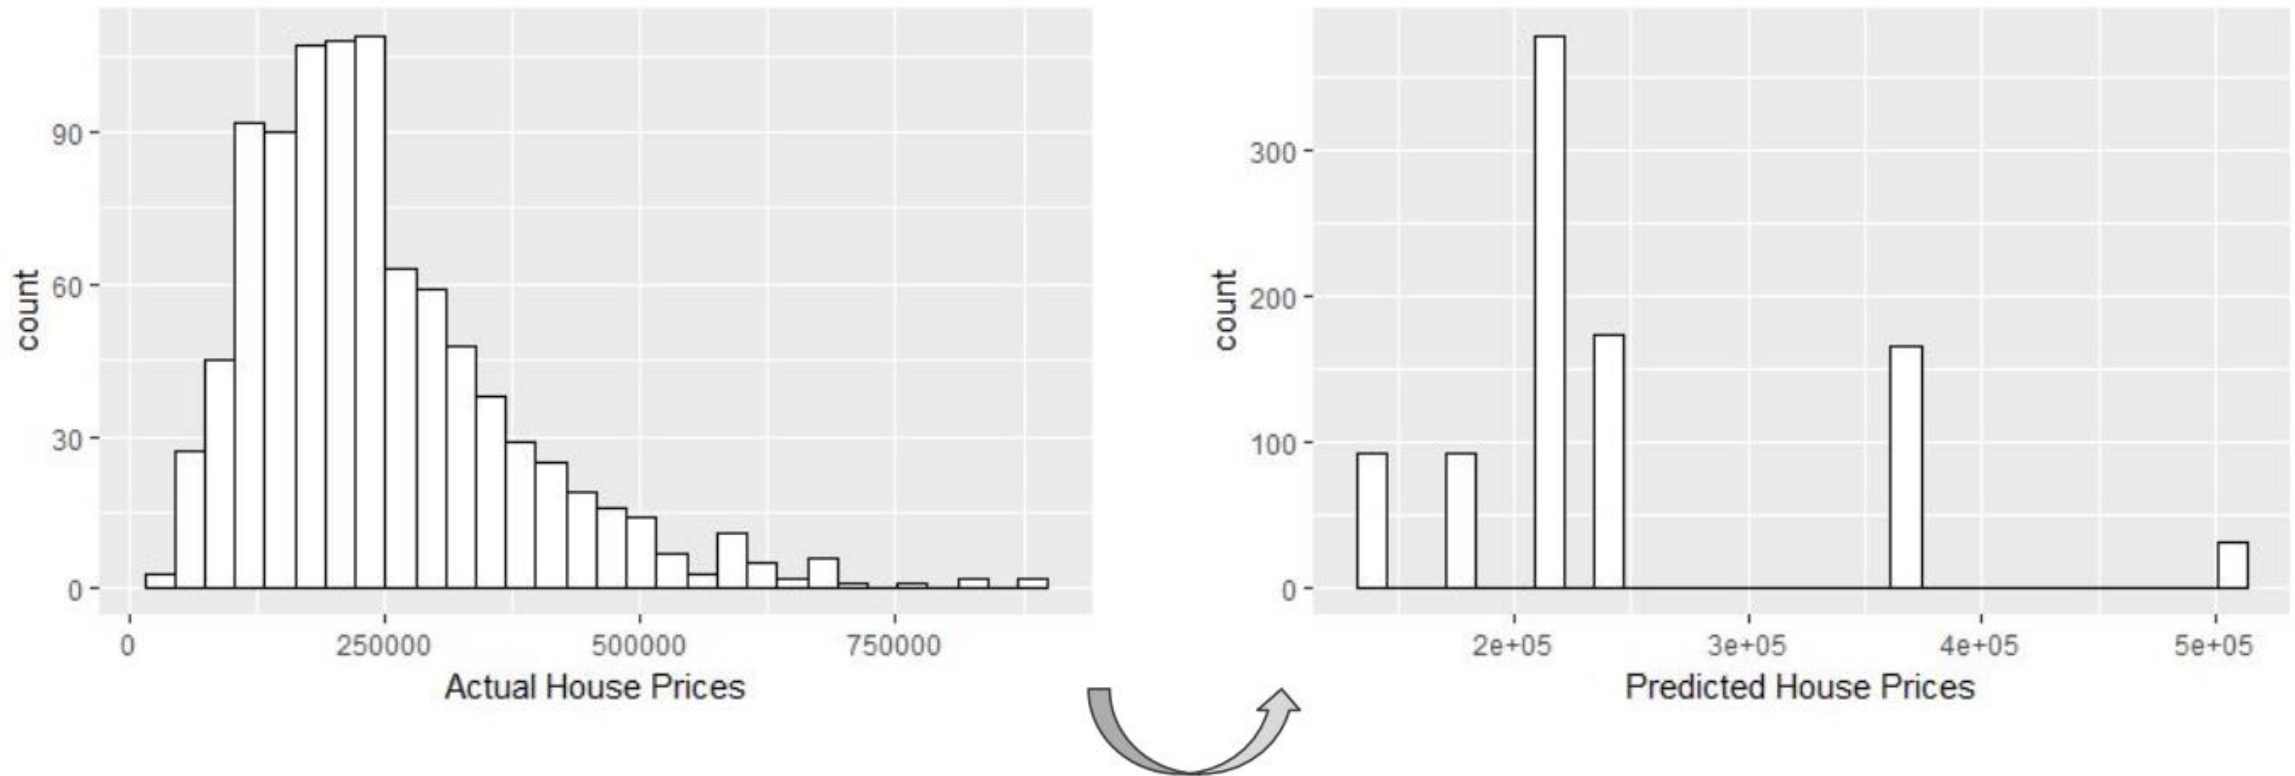 count
90
60
30
0
0 250000 500000 750000
Actual House Prices
count
300
200
100
0
2e+05 3e+05 4e+05 5e+05
Predicted House Prices